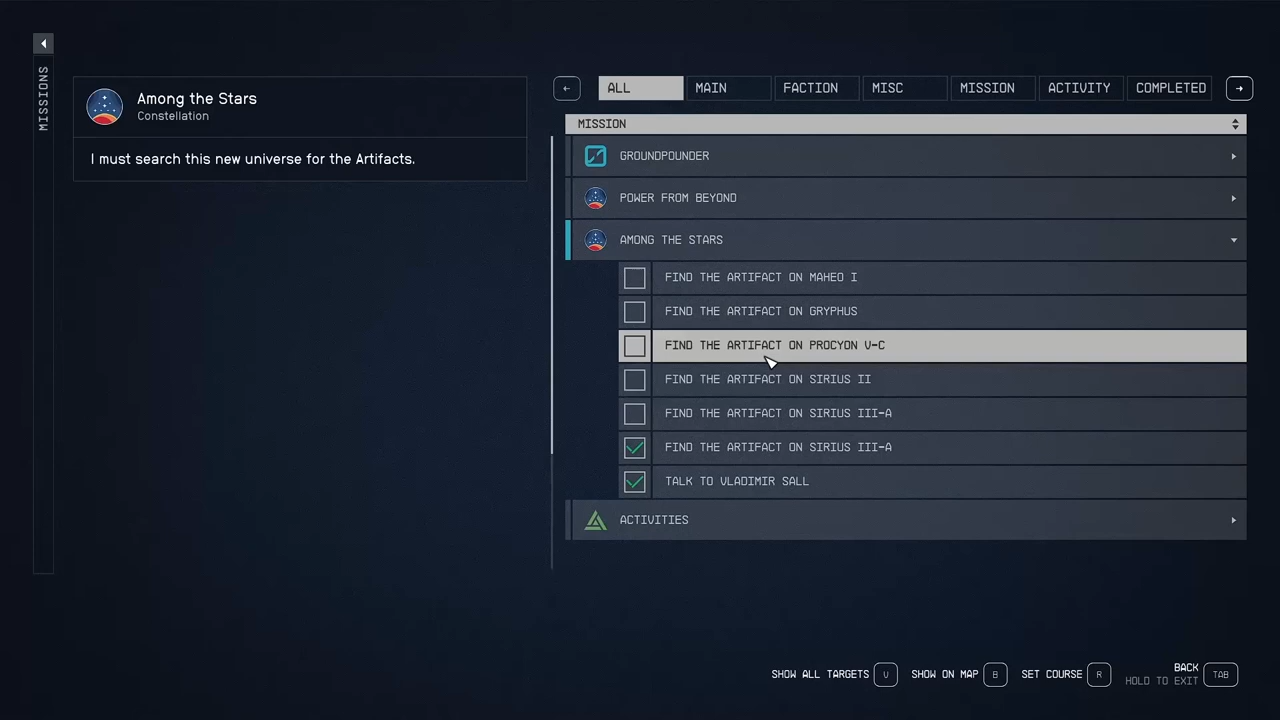 MISSIONS
Among the Stars
Constellation
I must search this new universe for the Artifacts.
ALL MAIN FACTION MISC MISSION ACTIVITY COMPLETED
MISSION
GROUNDPOUNDER
POWER FROM BEYOND
AMONG THE STARS
FIND THE ARTIFACT ON MAHEO I
FIND THE ARTIFACT ON GRYPHUS
FIND THE ARTIFACT ON PROCYON V-C
FIND THE ARTIFACT ON SIRIUS II
FIND THE ARTIFACT ON SIRIUS III-A
FIND THE ARTIFACT ON SIRIUS III-A
TALK TO VLADIMIR SALL
ACTIVITIES
SHOW ALL TARGETS V SHOW ON MAP B SET COURSE R BACK TAB
HOLD TO EXIT